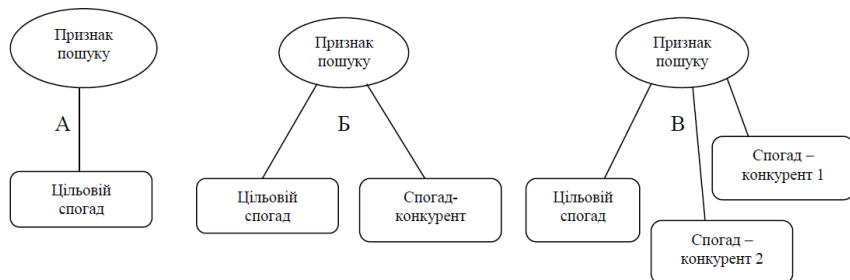 Признак
пошуку
А
Цільовій
спогад
Признак
пошуку
Б
Цільовій
спогад
Спогад-
конкурент
Признак
пошуку
В
Цільовій
спогад
Спогад –
конкурент 2
Спогад –
конкурент 1